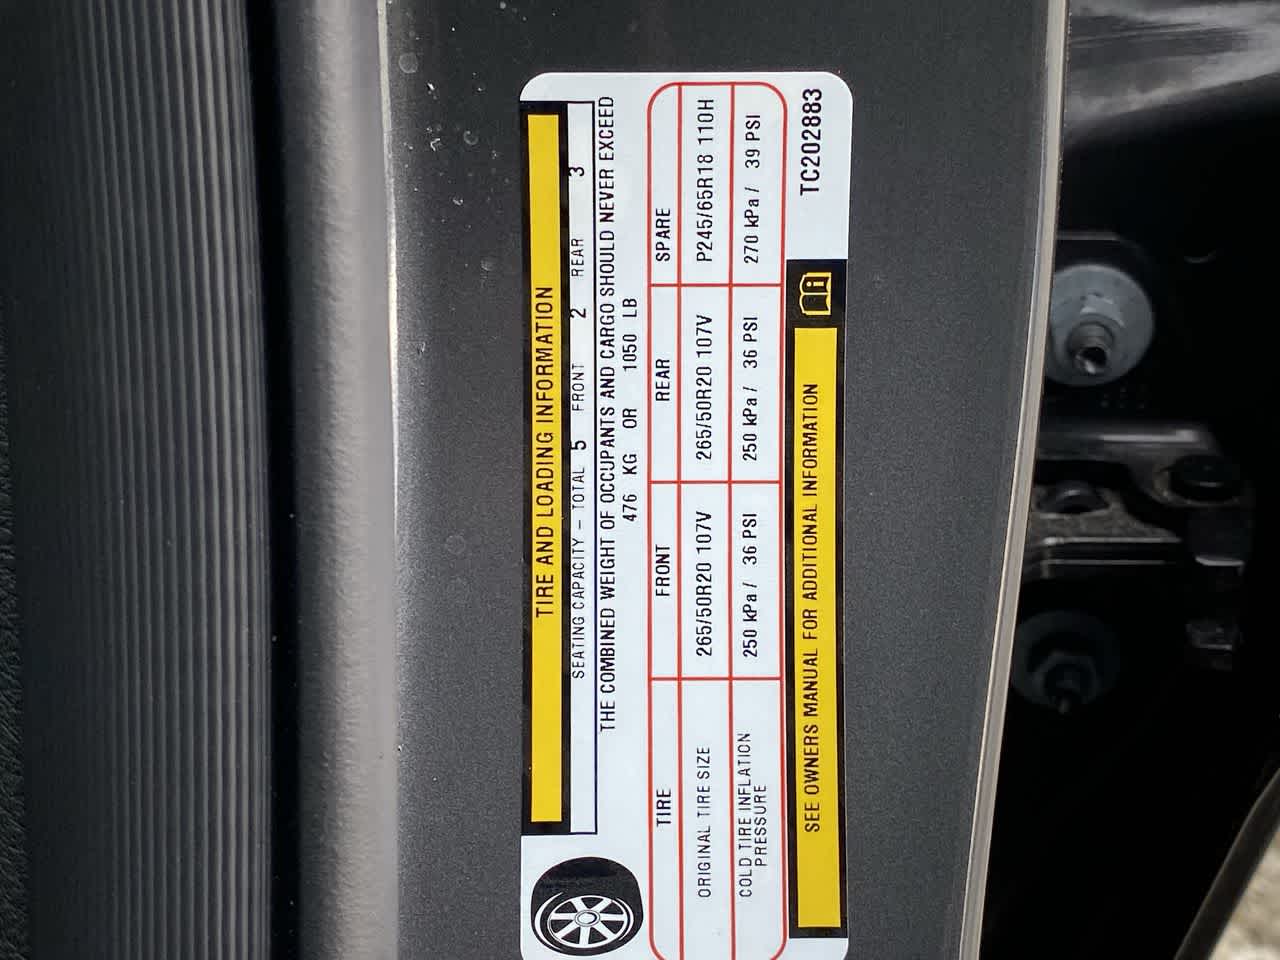 TIRE AND LOADING INFORMATION
SEATING CAPACITY – TOTAL 5 FRONT 2 REAR 3
THE COMBINED WEIGHT OF OCCUPANTS AND CARGO SHOULD NEVER EXCEED
476 KG OR 1050 LB
TIRE FRONT REAR SPARE
ORIGINAL TIRE SIZE 265/50R20 107V 265/50R20 107V P245/65R18 110H
COLD TIRE INFLATION
PRESSURE 250 kPa / 36 PSI 250 kPa / 36 PSI 270 kPa / 39 PSI
SEE OWNERS MANUAL FOR ADDITIONAL INFORMATION
TC202883